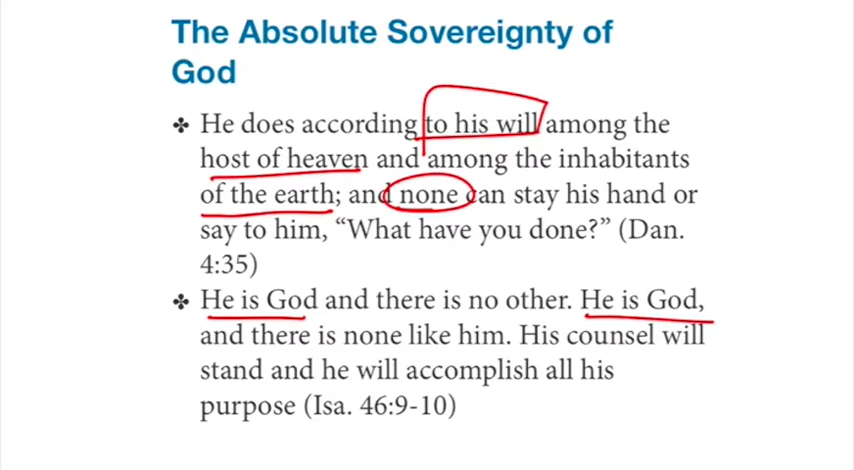 The Absolute Sovereignty of
God
❖ He does according to his will among the
host of heaven and among the inhabitants
of the earth; and none can stay his hand or
say to him, “What have you done?” (Dan.
4:35)
❖ He is God and there is no other. He is God,
and there is none like him. His counsel will
stand and he will accomplish all his
purpose (Isa. 46:9-10)